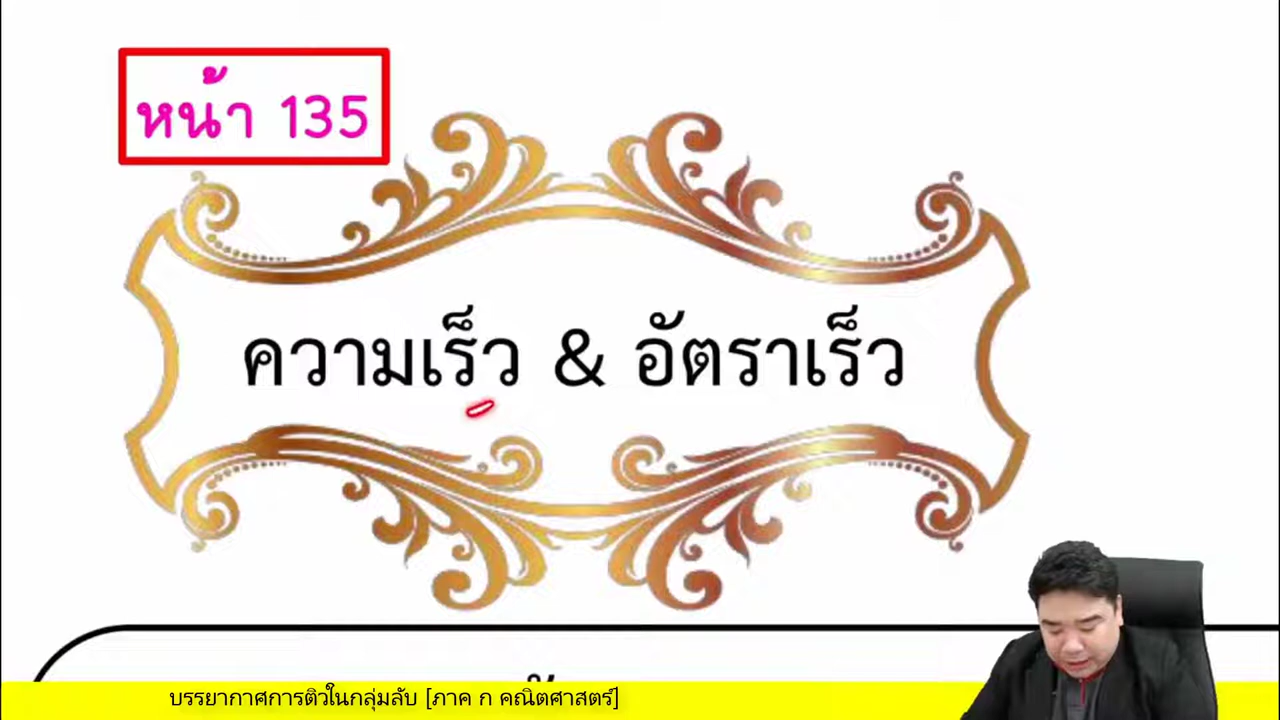 หน้า 135
ความเร็ว & อัตราเร็ว
บรรยากาศการติวในกลุ่มลับ [ภาค ก คณิตศาสตร์]